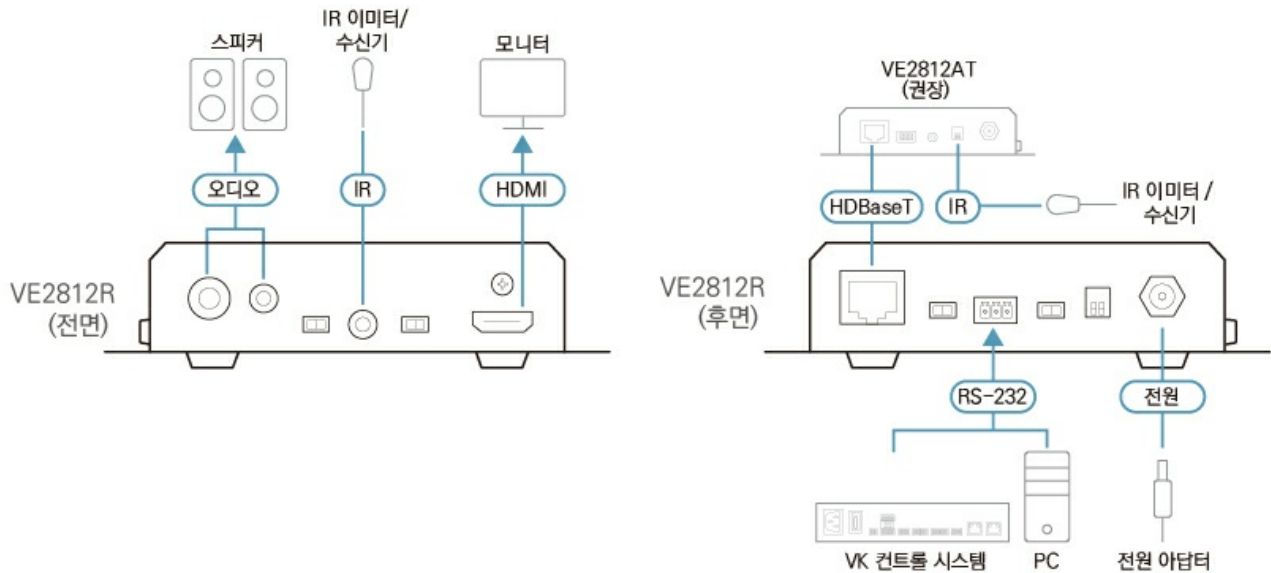 스피커
IR 이미터/
수신기
모니터
오디오
IR
HDMI
VE2812R
(전면)
VE2812AT
(권장)
HDBaseT
IR
IR 이미터 /
수신기
VE2812R
(후면)
RS-232
전원
VK 컨트롤 시스템
PC
전원 아답터